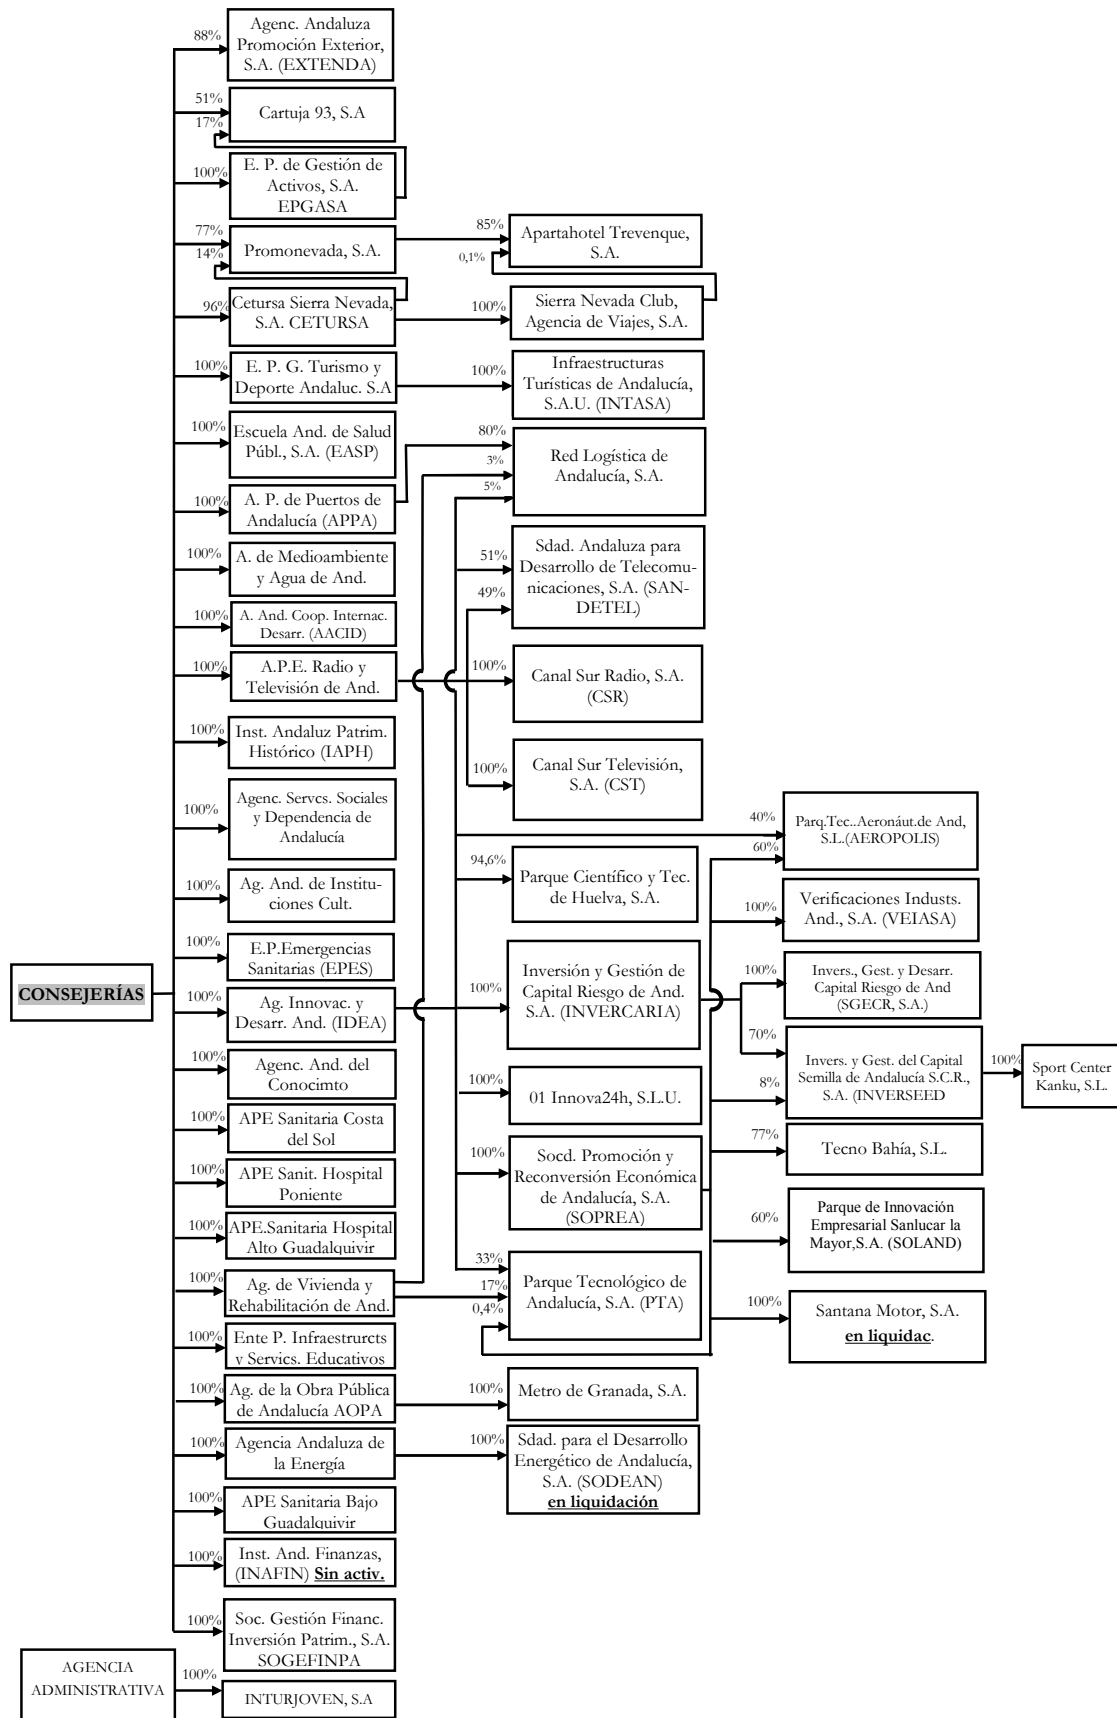 88%
Agenc. Andaluza
Promoción Exterior,
S.A. (EXTENDA)
51%
17%
Cartuja 93, S.A
100%
E. P. de Gestión de
Activos, S.A.
EPGASA
77%
14%
Promonevada, S.A.
85%
0,1%
Apartahotel Trevenque,
S.A.
96%
Cetursa Sierra Nevada,
S.A. CETURSA
100%
Sierra Nevada Club,
Agencia de Viajes, S.A.
100%
E. P. G. Turismo y
Deporte Andaluc. S.A
100%
Infraestructuras
Turísticas de Andalucía,
S.A.U. (INTASA)
100%
Escuela And. de Salud
Públ., S.A. (EASP)
80%
3%
5%
Red Logística de
Andalucía, S.A.
100%
A. P. de Puertos de
Andalucía (APPA)
100%
A. de Medioambiente
y Agua de And.
51%
49%
Sdad. Andaluza para
Desarrollo de Telecomu-
nicaciones, S.A. (SAN-
DETEL)
100%
A. And. Coop. Internac.
Desarr. (AACID)
100%
A.P.E. Radio y
Televisión de And.
100%
Canal Sur Radio, S.A.
(CSR)
100%
Inst. Andaluz Patrim.
Histórico (IAPH)
100%
Canal Sur Televisión,
S.A. (CST)
100%
Agenc. Servcs. Sociales
y Dependencia de
Andalucía
40%
60%
Parq.Tec..Aeronáut.de And,
S.L.(AEROPOLIS)
100%
Ag. And. de Institu-
ciones Cult.
94,6%
Parque Científico y Tec.
de Huelva, S.A.
100%
Verificaciones Industs.
And., S.A. (VEIASA)
100%
E.P.Emergencias
Sanitarias (EPES)
CONSEJERÍAS
100%
Ag. Innovac. y
Desarr. And. (IDEA)
100%
Inversión y Gestión de
Capital Riesgo de And.
S.A. (INVERCARIA)
100%
Invers., Gest. y Desarr.
Capital Riesgo de And
(SGECR, S.A.)
70%
8%
Invers. y Gest. del Capital
Semilla de Andalucía S.C.R.,
S.A. (INVERSEED
100%
Sport Center
Kanku, S.L.
100%
Agenc. And. del
Conocimto
100%
01 Innova24h, S.L.U.
100%
APE Sanitaria Costa
del Sol
77%
Tecno Bahía, S.L.
100%
APE Sanit. Hospital
Poniente
100%
Socd. Promoción y
Reconversión Económica
de Andalucía, S.A.
(SOPREA)
60%
Parque de Innovación
Empresarial Sanlucar la
Mayor,S.A. (SOLAND)
100%
APE.Sanitaria Hospital
Alto Guadalquivir
100%
Ag. de Vivienda y
Rehabilitación de And.
33%
17%
0,4%
Parque Tecnológico de
Andalucía, S.A. (PTA)
100%
Santana Motor, S.A.
en liquidac.
100%
Ente P. Infraestrurcts
y Servics. Educativos
100%
Ag. de la Obra Pública
de Andalucía AOPA
100%
Metro de Granada, S.A.
100%
Agencia Andaluza de
la Energía
100%
Sdad. para el Desarrollo
Energético de Andalucía,
S.A. (SODEAN)
en liquidación
100%
APE Sanitaria Bajo
Guadalquivir
100%
Inst. And. Finanzas,
(INAFIN) Sin activ.
100%
Soc. Gestión Financ.
Inversión Patrim., S.A.
SOGEFINPA
AGENCIA
ADMINISTRATIVA
100%
INTURJOVEN, S.A